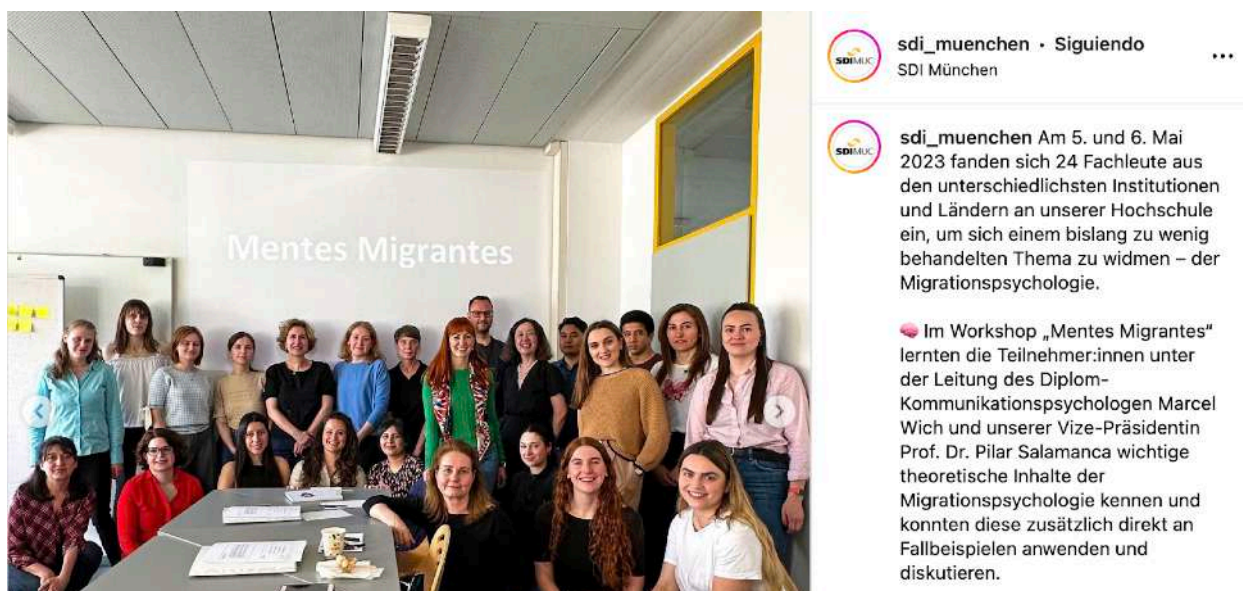 Mentes Migrantes
SDIMUC
sdi_muenchen • Siguiendo
SDI München
SDIMUC
sdi_muenchen Am 5. und 6. Mai
2023 fanden sich 24 Fachleute aus
den unterschiedlichsten Institutionen
und Ländern an unserer Hochschule
ein, um sich einem bislang zu wenig
behandelten Thema zu widmen – der
Migrationspsychologie.
🧠 Im Workshop „Mentes Migrantes“
lernten die Teilnehmer:innen unter
der Leitung des Diplom-
Kommunikationspsychologen Marcel
Wich und unserer Vize-Präsidentin
Prof. Dr. Pilar Salamanca wichtige
theoretische Inhalte der
Migrationspsychologie kennen und
konnten diese zusätzlich direkt an
Fallbeispielen anwenden und
diskutieren.